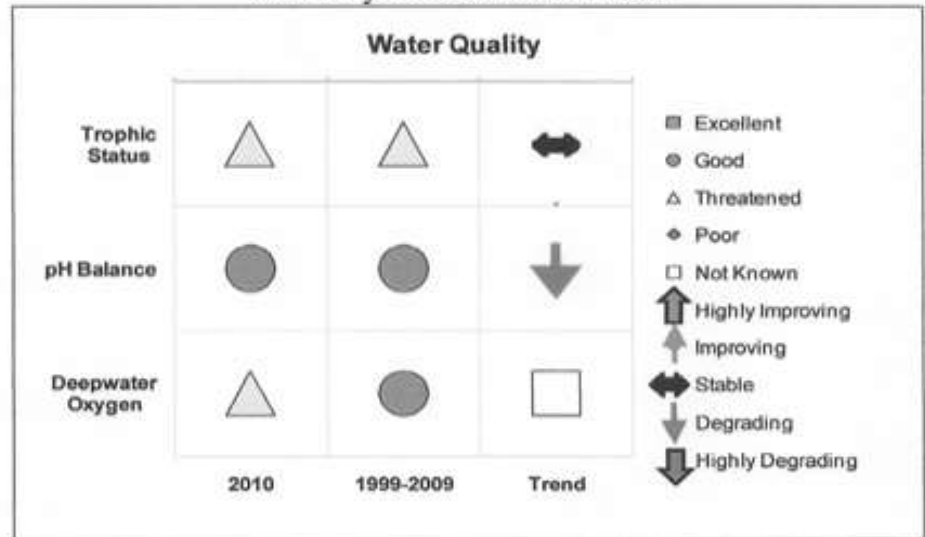 Water Quality
Trophic
Status
pH Balance
Deepwater
Oxygen
2010
1999-2009
Trend
Excellent
Good
Threatened
Poor
Not Known
Highly Improving
Improving
Stable
Degrading
Highly Degrading